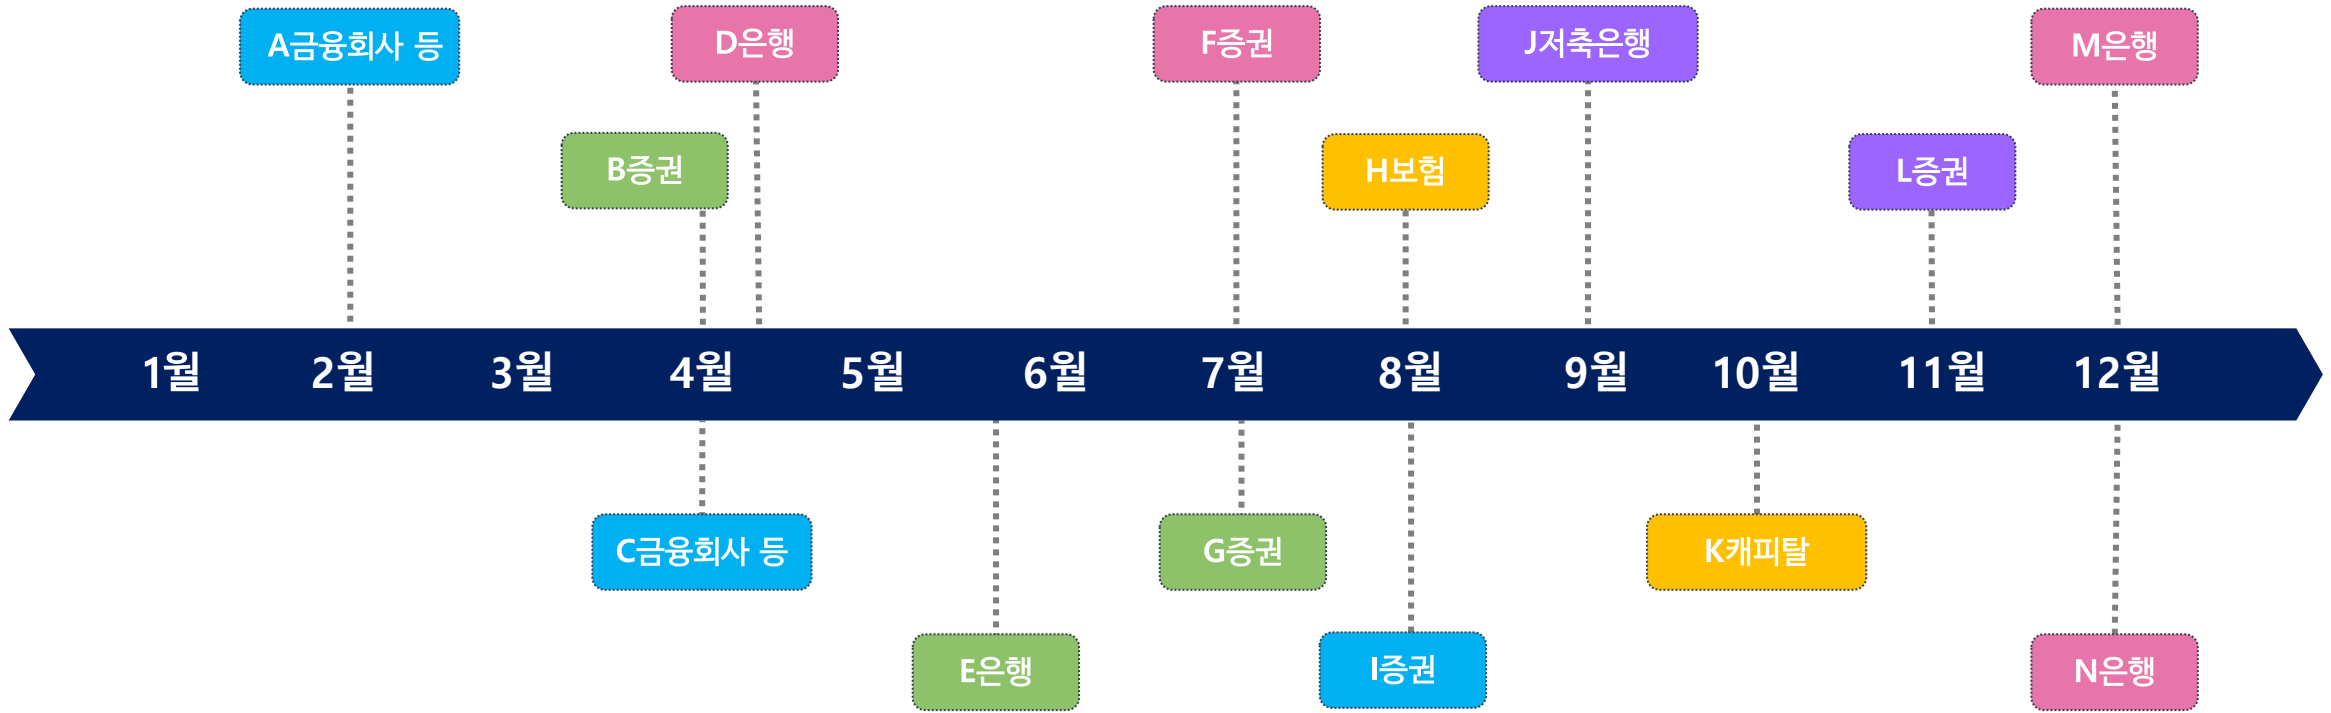 A금융회사 등
D은행
F증권
J저축은행
M은행
B증권
H보험
L증권
1월 2월 3월 4월 5월 6월 7월 8월 9월 10월 11월 12월
C금융회사 등
G증권
K캐피탈
E은행
I증권
N은행